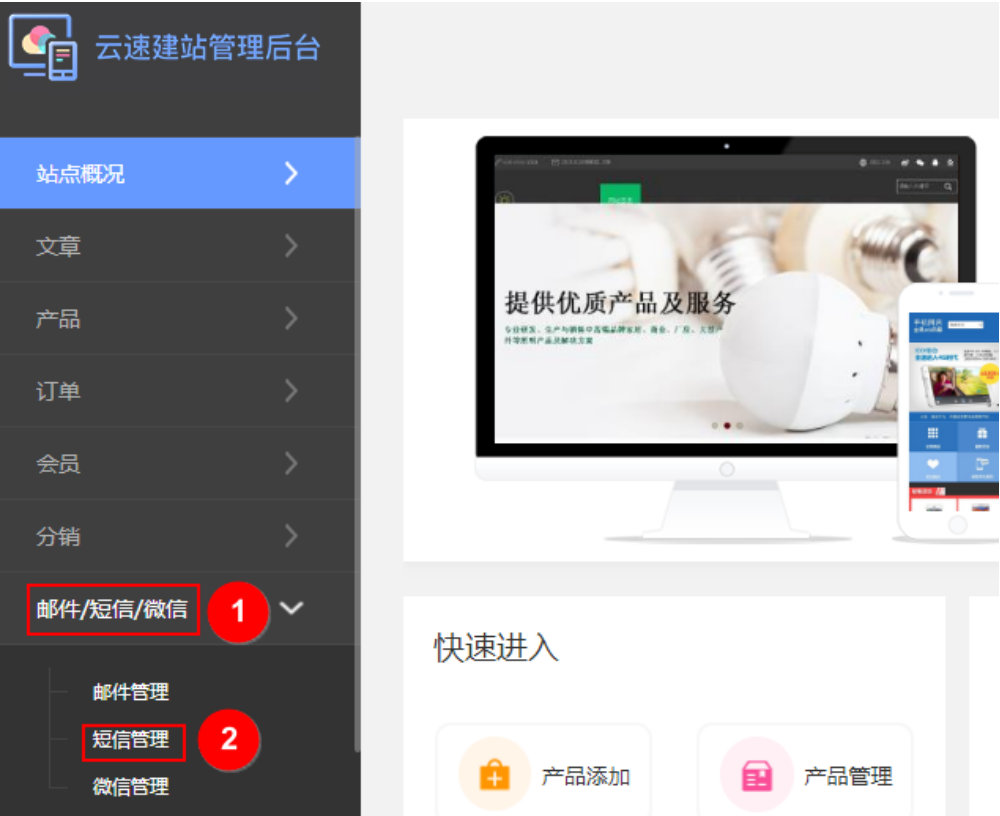 云速建站管理后台
站点概况
文章
产品
订单
会员
分销
邮件/短信/微信
1
邮件管理
短信管理
2
微信管理
提供优质产品及服务
快速进入
产品添加
产品管理